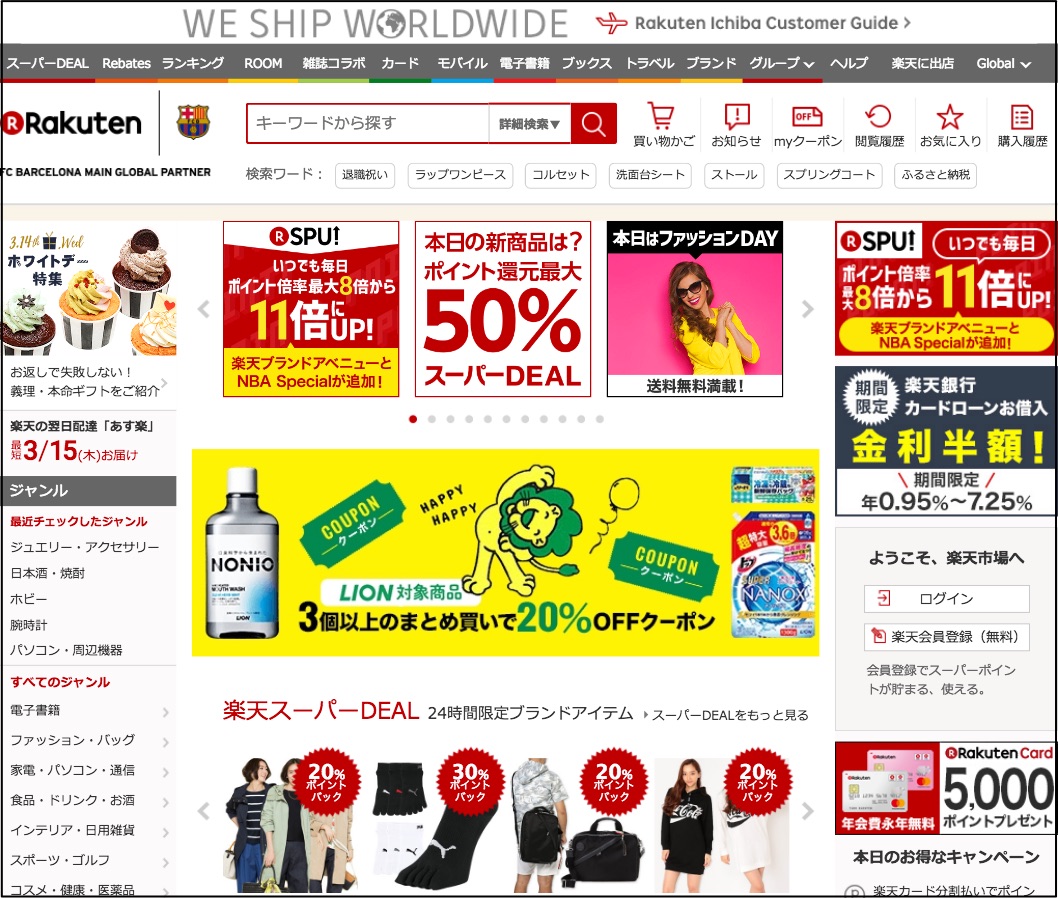 WE SHIP WORLDWIDE
Rakuten Ichiba Customer Guide >
スーパーDEAL Rebates ランキング ROOM 雑誌コラボ カード モバイル 電子書籍 ブックス トラベル ブランド グループ ヘルプ 楽天に出店 Global
R Rakuten
FC BARCELONA MAIN GLOBAL PARTNER
キーワードから探す 詳細検索▼
買い物かご お知らせ OFF myクーポン 閲覧履歴 お気に入り 購入履歴
検索ワード： 退職祝い ラップワンピース コルセット 洗面台シート ストール スプリングコート ふるさと納税
3.14th Wed
ホワイトデー
特集
お返しで失敗しない！
義理・本命ギフトをご紹介
楽天の翌日配達「あす楽」
最短3/15(木)お届け
ジャンル
最近チェックしたジャンル
ジュエリー・アクセサリー
日本酒・焼酎
ホビー
腕時計
パソコン・周辺機器
すべてのジャンル
電子書籍
ファッション・バッグ
家電・パソコン・通信
食品・ドリンク・お酒
インテリア・日用雑貨
スポーツ・ゴルフ
コスメ・健康・医薬品
R SPU!
いつでも毎日
ポイント倍率最大8倍から
11倍にUP!
楽天ブランドアベニューと
NBA Specialが追加!
本日の新商品は?
ポイント還元最大
50%
スーパーDEAL
本日はファッションDAY
送料無料満載！
NONIO
MOUTH WASH
LION
COUPON
クーポン
HAPPY
HAPPY
COUPON
クーポン
LION 対象商品
3個以上のまとめ買いで20%OFFクーポン
超特大
3.6倍
トップ
SUPER
NANOX
楽天スーパーDEAL 24時間限定ブランドアイテム スーパーDEALをもっと見る
20%
ポイント
バック
30%
ポイント
バック
20%
ポイント
バック
20%
ポイント
バック
R SPU!
いつでも毎日
ポイント倍率
最大8倍から11倍にUP!
楽天ブランドアベニューと
NBA Specialが追加!
期間
限定
楽天銀行
カードローンお借入
金利半額！
期間限定
年0.95%〜7.25%
ようこそ、楽天市場へ
ログイン
楽天会員登録（無料）
会員登録でスーパーポイン
トが貯まる、使える。
R Rakuten Card
5,000
ポイントプレゼント
年会費永年無料
本日のお得なキャンペーン
楽天カード分割払いでポイン